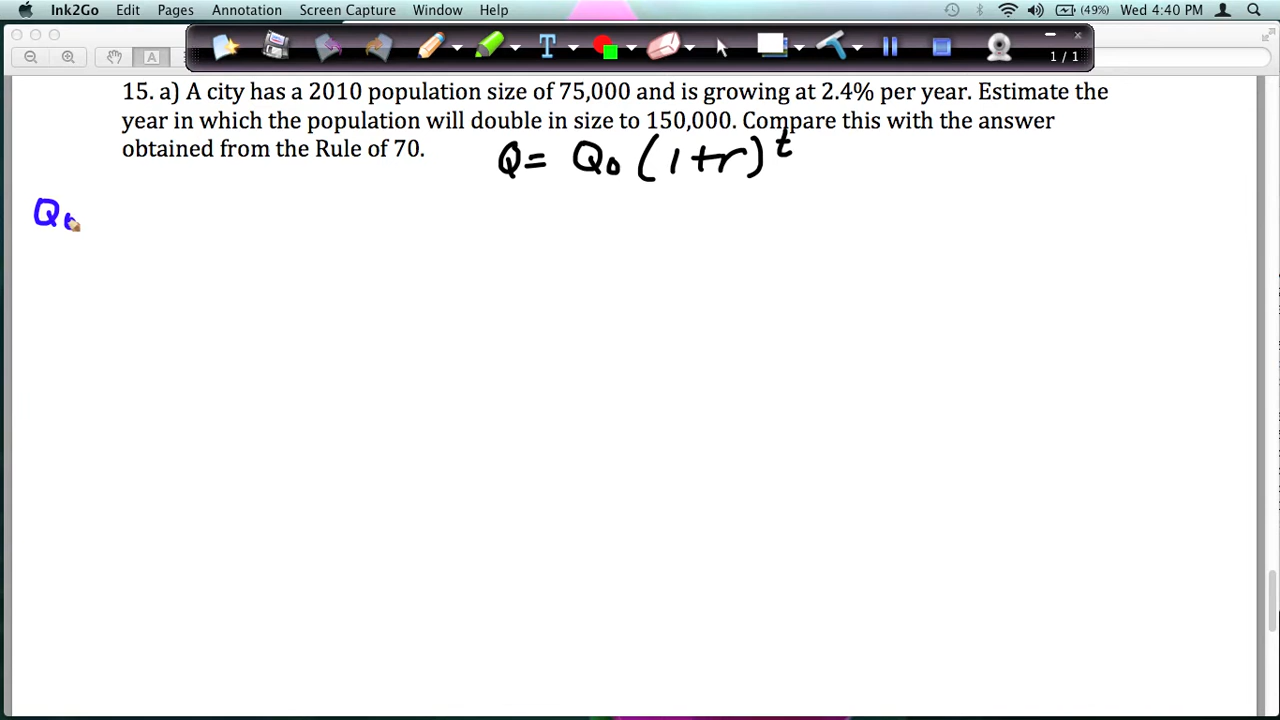 Ink2Go Edit Pages Annotation Screen Capture Window Help (49%) Wed 4:40 PM
T
1 / 1
A
15. a) A city has a 2010 population size of 75,000 and is growing at 2.4% per year. Estimate the
year in which the population will double in size to 150,000. Compare this with the answer
obtained from the Rule of 70.
Q = Q₀ (1+r)ᵗ
Q₀